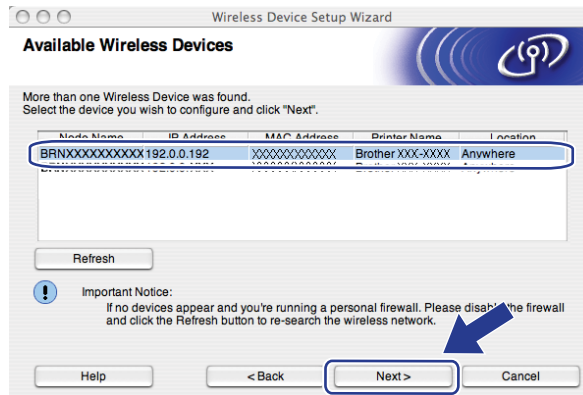 Wireless Device Setup Wizard
Available Wireless Devices
More than one Wireless Device was found.
Select the device you wish to configure and click "Next".
Node Name IP Address MAC Address Printer Name Location
BRNXXXXXXXXXX 192.0.0.192 XXXXXXXXXXXX Brother XXX-XXXX Anywhere
Refresh
Important Notice:
If no devices appear and you're running a personal firewall. Please disable the firewall
and click the Refresh button to re-search the wireless network.
Help < Back Next > Cancel